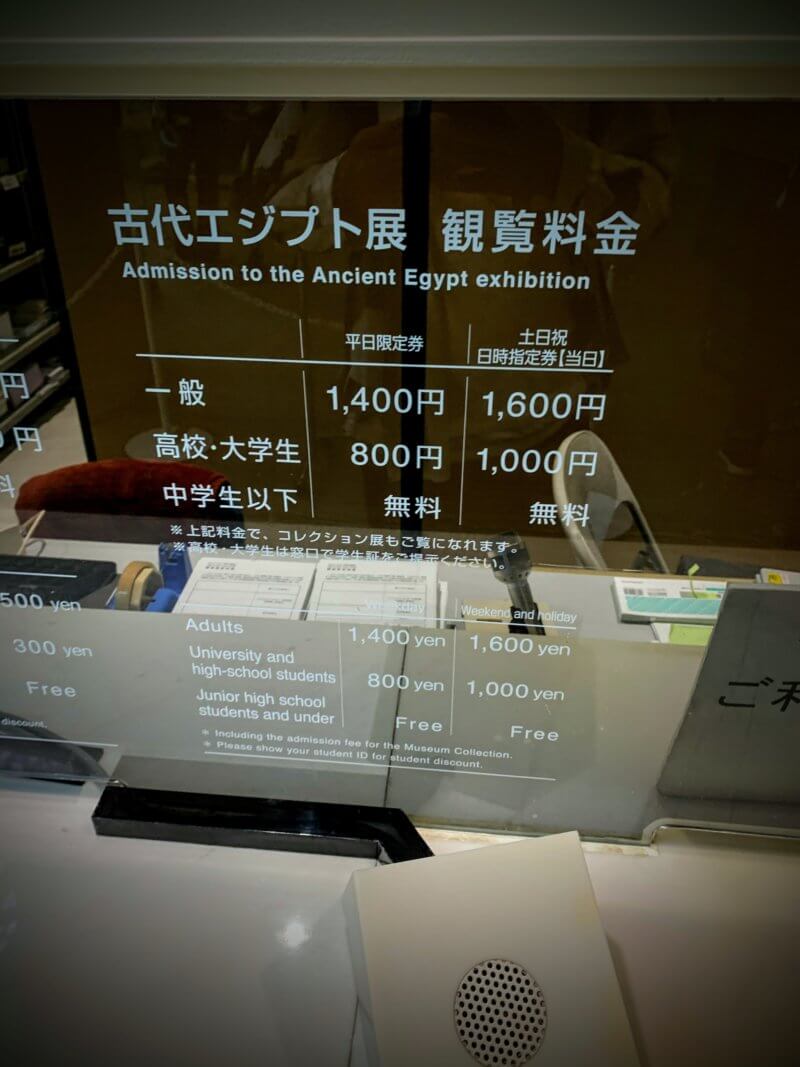 古代エジプト展 観覧料金
Admission to the Ancient Egypt exhibition
平日限定券 土日祝
日時指定券【当日】
一般 1,400円 1,600円
円
高校・大学生 800円 1,000円
円
中学生以下 無料 無料
料
※上記料金で、コレクション展もご覧になれます。
※高校・大学生は窓口で学生証をご提示ください。
Weekday Weekend and holiday
500 yen
Adults 1,400 yen 1,600 yen
300 yen
University and
high-school students 800 yen 1,000 yen
Free
Junior high school
students and under Free Free
discount.
* Including the admission fee for the Museum Collection.
* Please show your student ID for student discount.
ご利